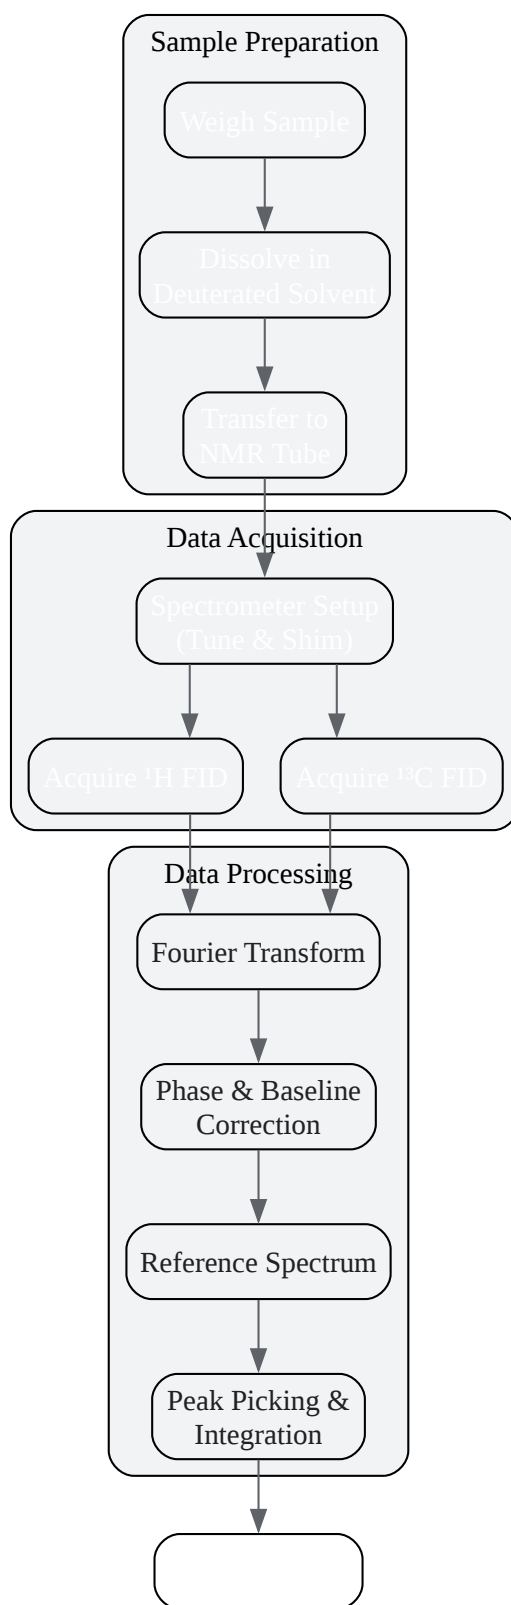 Sample Preparation
Weigh Sample
Dissolve in
Deuterated Solvent
Transfer to
NMR Tube
Data Acquisition
Spectrometer Setup
(Tune & Shim)
Acquire ¹H FID
Acquire ¹³C FID
Data Processing
Fourier Transform
Phase & Baseline
Correction
Reference Spectrum
Peak Picking &
Integration